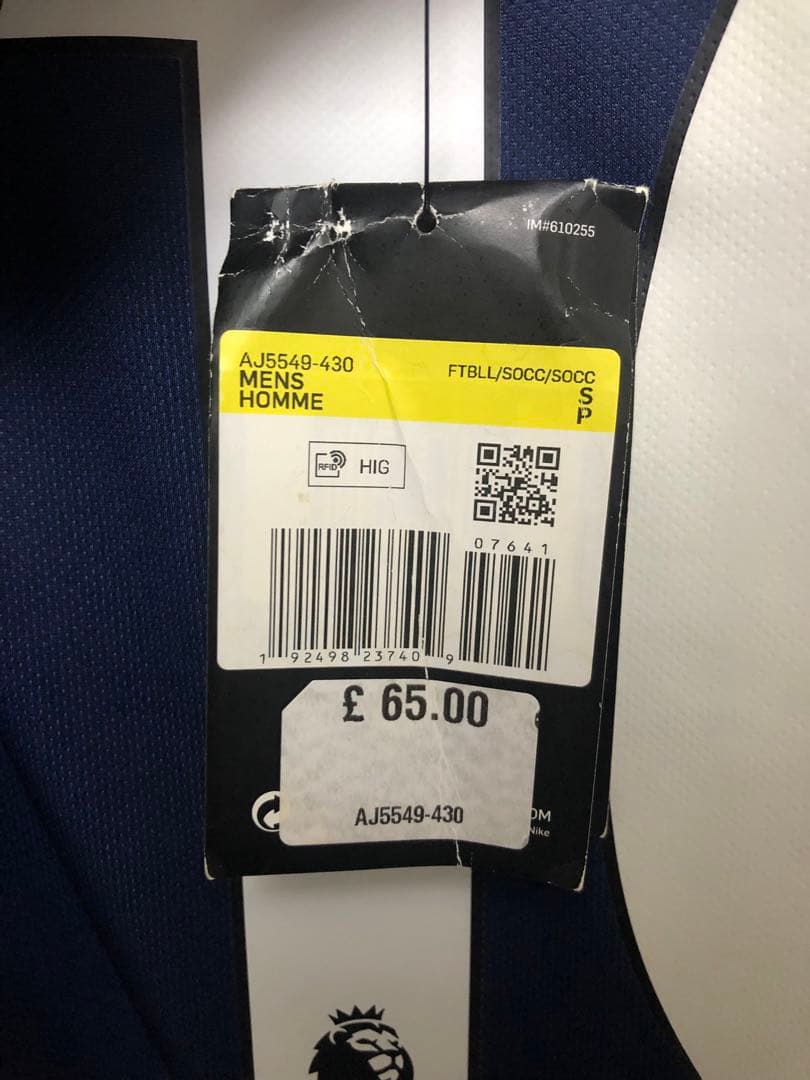 IM#610255
AJ5549-430
MENS
HOMME
FTBLL/SOCC/SOCC
S
P
RFID HIG
07641
1 92498 23740 9
£ 65.00
AJ5549-430
OM
Nike